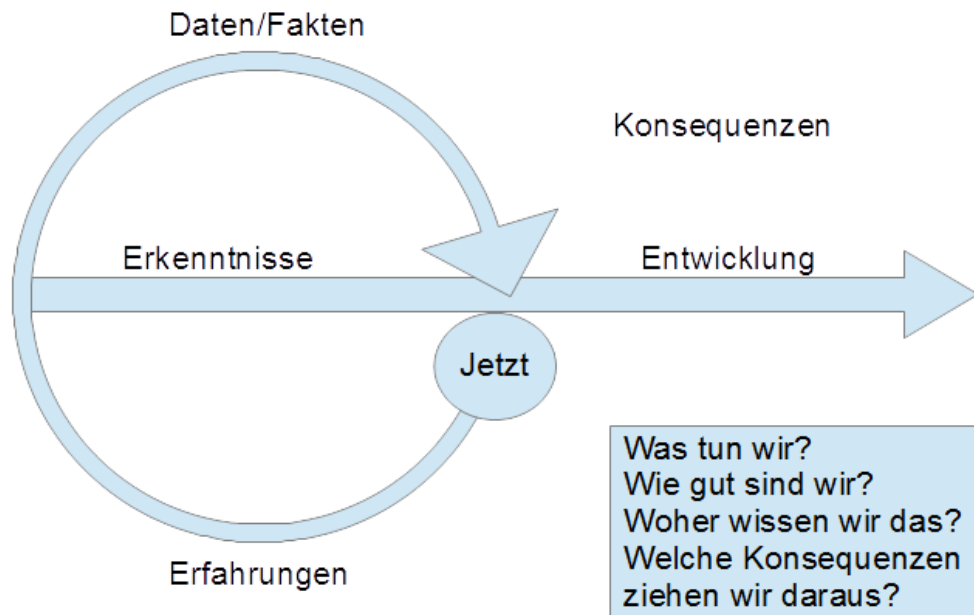 Daten/Fakten
Konsequenzen
Erkenntnisse
Entwicklung
Jetzt
Was tun wir?
Wie gut sind wir?
Woher wissen wir das?
Welche Konsequenzen
ziehen wir daraus?
Erfahrungen